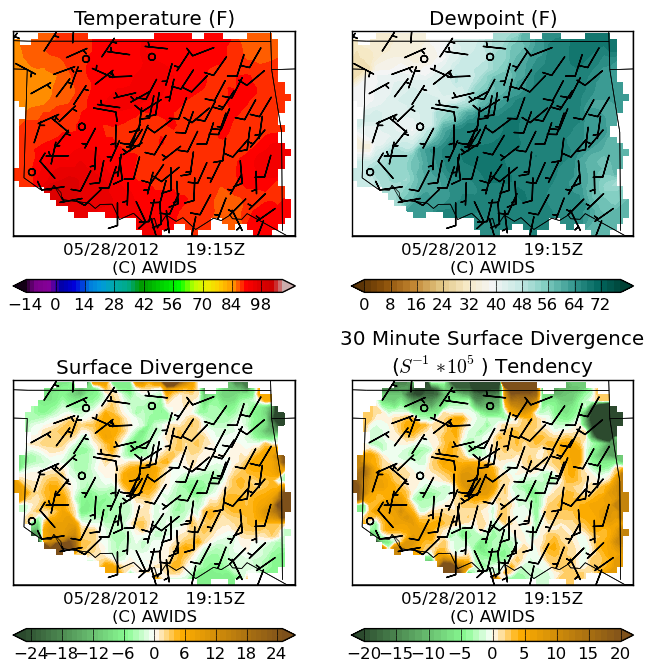 Temperature (F)
Dewpoint (F)
05/28/2012 19:15Z
(C) AWIDS
05/28/2012 19:15Z
(C) AWIDS
−14 0 14 28 42 56 70 84 98
0 8 16 24 32 40 48 56 64 72
Surface Divergence
30 Minute Surface Divergence
(S⁻¹ *10⁵ ) Tendency
05/28/2012 19:15Z
(C) AWIDS
05/28/2012 19:15Z
(C) AWIDS
−24−18−12 −6 0 6 12 18 24
−20−15−10 −5 0 5 10 15 20